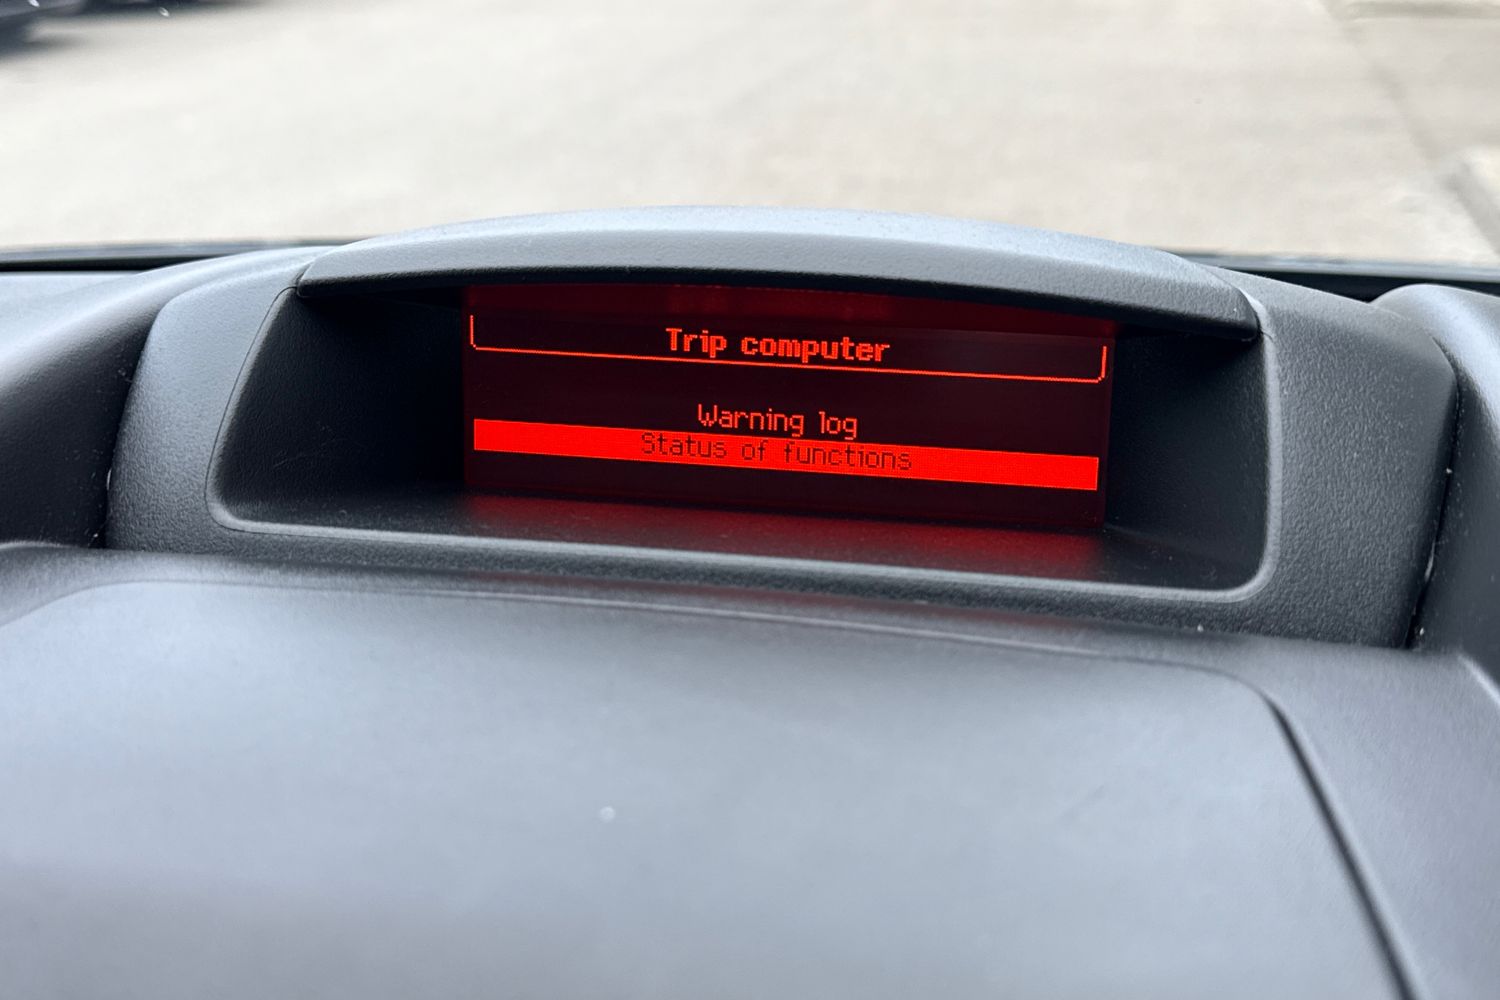 Trip computer
Warning log
Status of functions